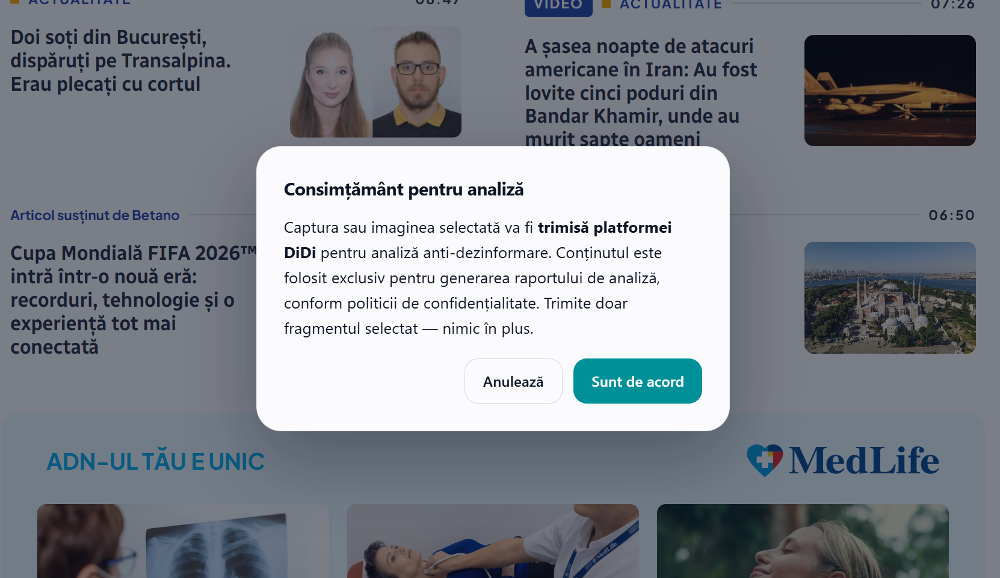 ACTUALITATE
08:47
Doi soți din București,
dispăruți pe Transalpina.
Erau plecați cu cortul
VIDEO
ACTUALITATE
07:26
A șasea noapte de atacuri
americane în Iran: Au fost
lovite cinci poduri din
Bandar Khamir, unde au
murit șapte oameni
Articol susținut de Betano
06:50
Cupa Mondială FIFA 2026™
intră într-o nouă eră:
recorduri, tehnologie și o
experiență tot mai
conectată
Consimțământ pentru analiză
Captura sau imaginea selectată va fi trimisă platformei
DiDi pentru analiză anti-dezinformare. Conținutul este
folosit exclusiv pentru generarea raportului de analiză,
conform politicii de confidențialitate. Trimite doar
fragmentul selectat — nimic în plus.
Anulează
Sunt de acord
ADN-UL TĂU E UNIC
MedLife
MedLife